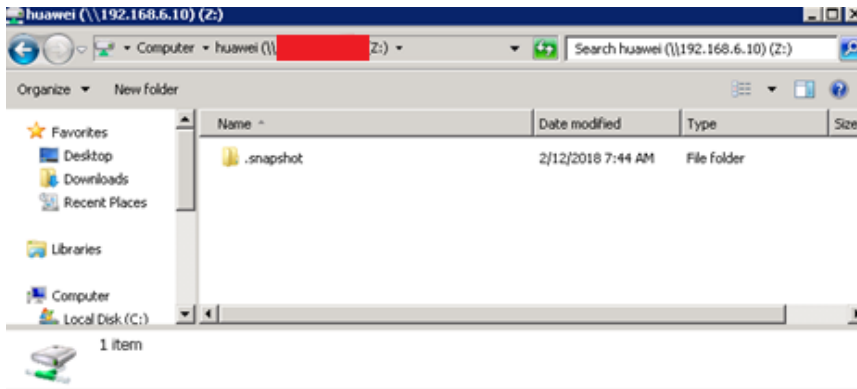 huawei (\\192.168.6.10) (Z:)
Computer huawei (\\ Z:)
Search huawei (\\192.168.6.10) (Z:)
Organize New folder
Name Date modified Type Size
Favorites
Desktop
Downloads
Recent Places
Libraries
Computer
Local Disk (C:)
.snapshot 2/12/2018 7:44 AM File folder
1 item